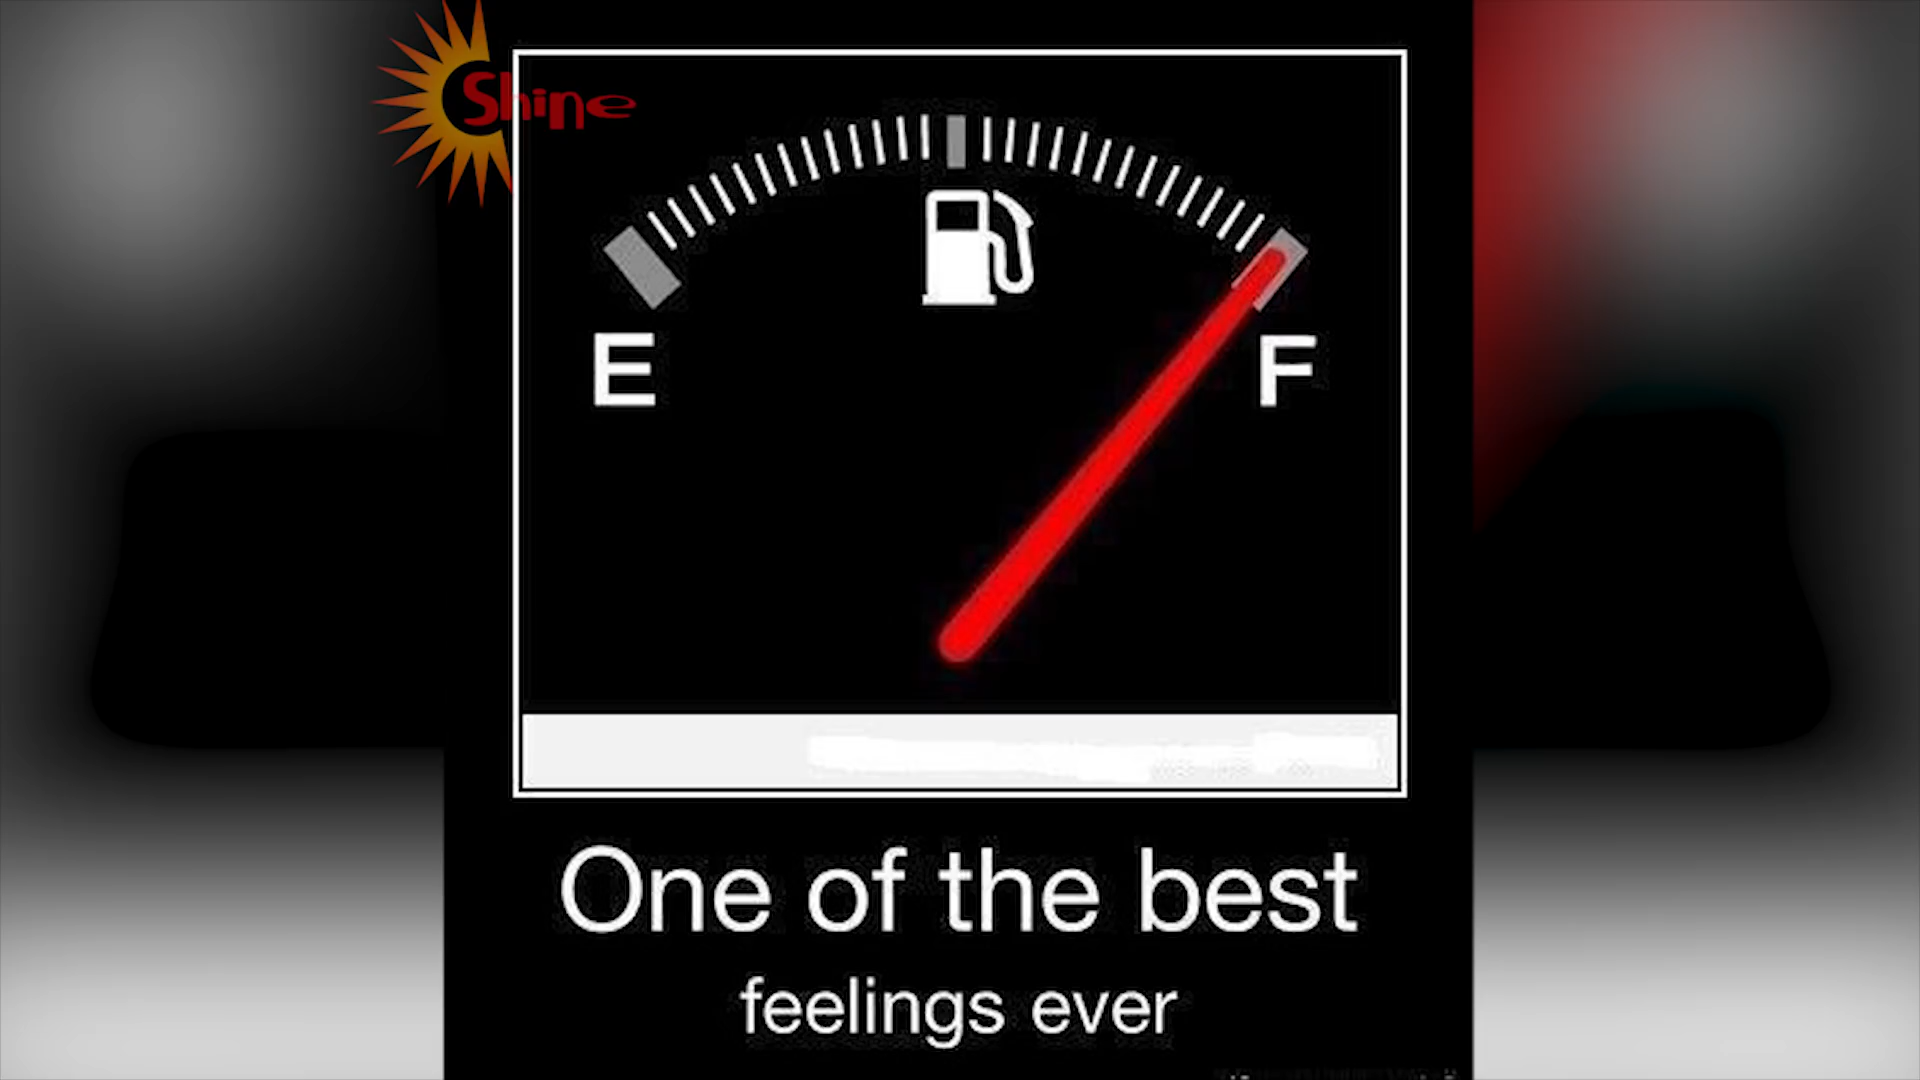 Shine
E
F
One of the best
feelings ever